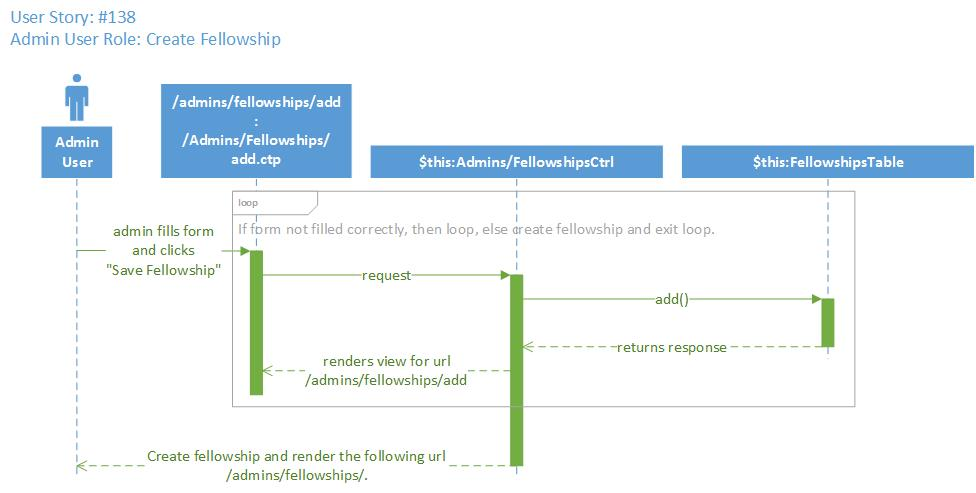 User Story: #138
Admin User Role: Create Fellowship
Admin
User
/admins/fellowships/add
:
/Admins/Fellowships/
add.ctp
$this:Admins/FellowshipsCtrl
$this:FellowshipsTable
loop
If form not filled correctly, then loop, else create fellowship and exit loop.
admin fills form
and clicks
"Save Fellowship"
request
add()
returns response
renders view for url
/admins/fellowships/add
Create fellowship and render the following url
/admins/fellowships/.